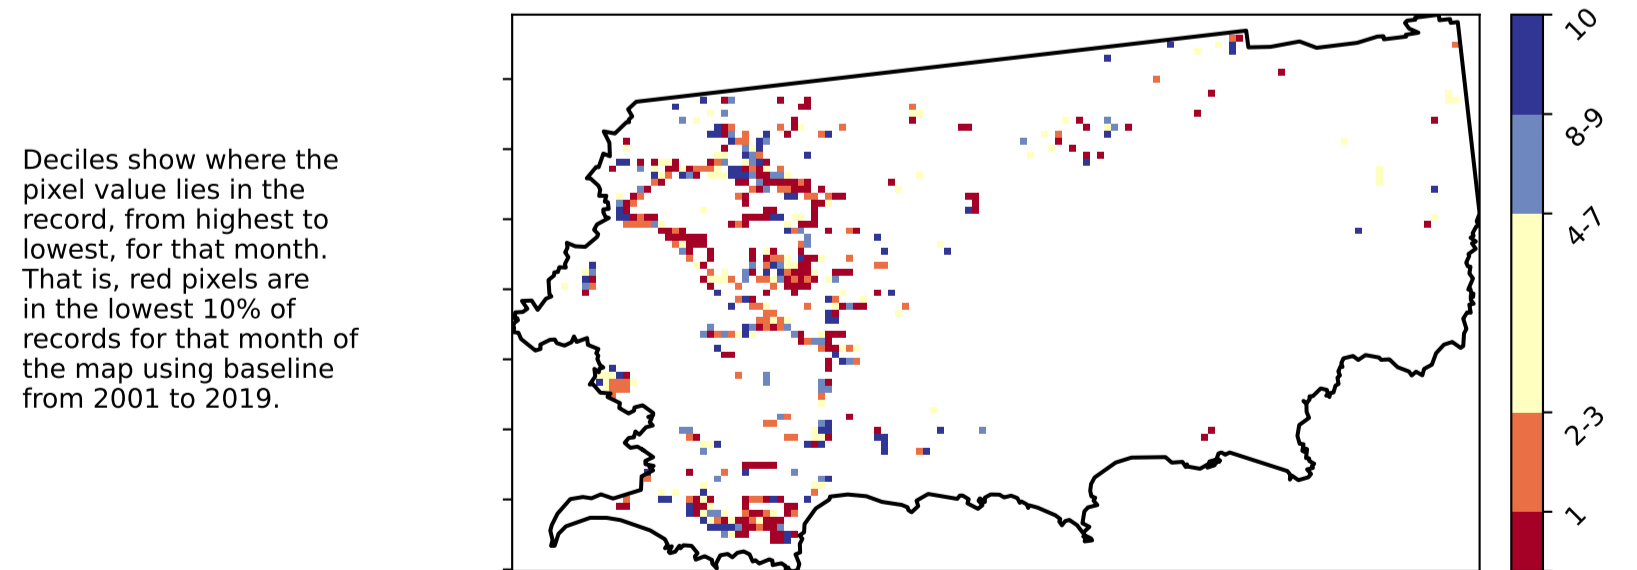 Deciles show where the
pixel value lies in the
record, from highest to
lowest, for that month.
That is, red pixels are
in the lowest 10% of
records for that month of
the map using baseline
from 2001 to 2019.
10
8-9
4-7
2-3
1